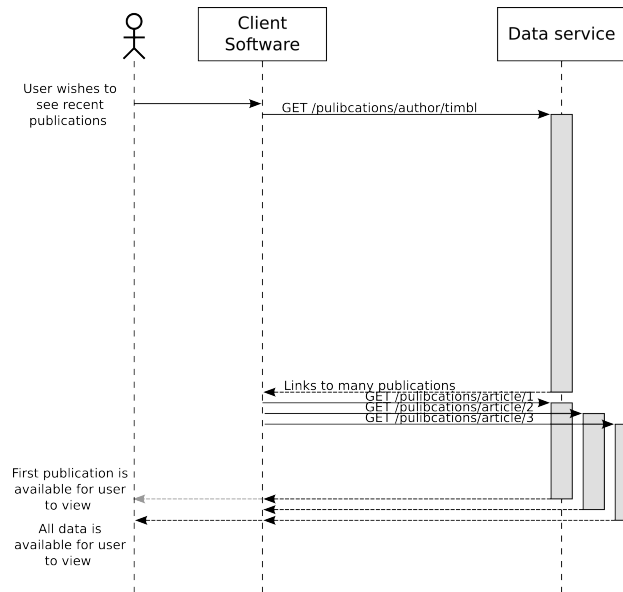 Client
Software
Data service
User wishes to
see recent
publications
GET /pulibcations/author/timbl
Links to many publications
GET /pulibcations/article/1
GET /pulibcations/article/2
GET /pulibcations/article/3
First publication is
available for user
to view
All data is
available for user
to view